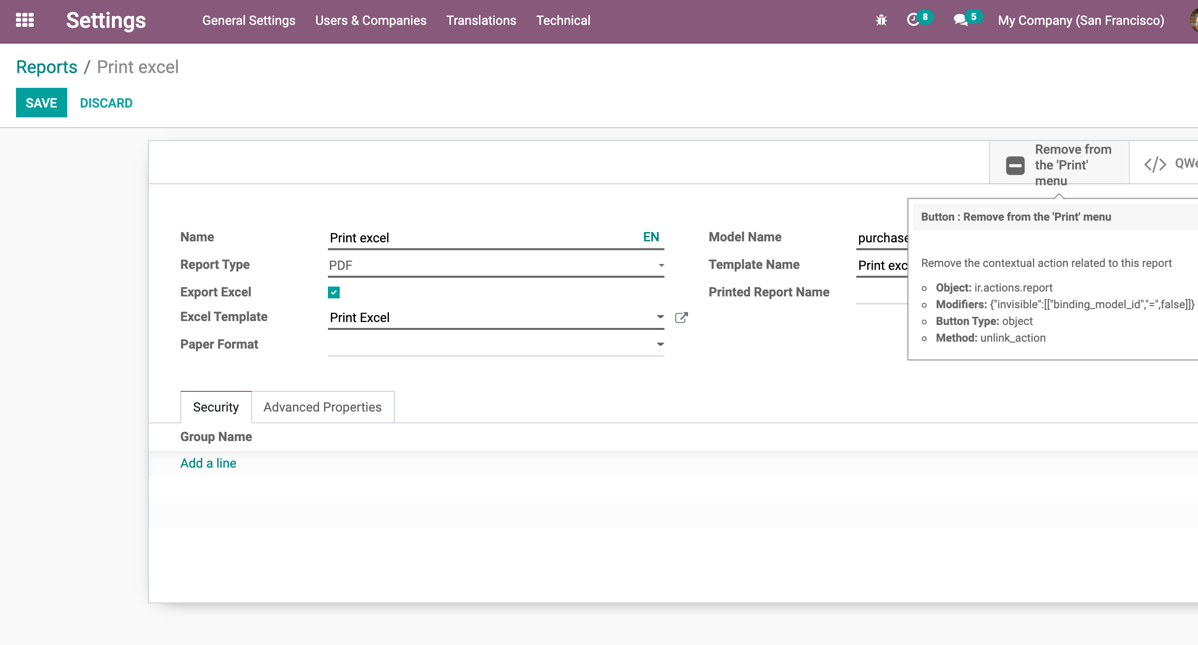 Settings
General Settings
Users & Companies
Translations
Technical
8
5
My Company (San Francisco)
Reports / Print excel
SAVE
DISCARD
Remove from
the 'Print'
menu
Button : Remove from the 'Print' menu
Remove the contextual action related to this report
Object: ir.actions.report
Modifiers: {"invisible":[["binding_model_id","=",false]]}
Button Type: object
Method: unlink_action
Name
Print excel
EN
Report Type
PDF
Export Excel
Excel Template
Print Excel
Paper Format
Model Name
purchase
Template Name
Print exc
Printed Report Name
Security
Advanced Properties
Group Name
Add a line